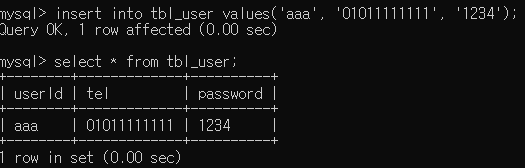 mysql> insert into tbl_user values('aaa', '01011111111', '1234');
Query OK, 1 row affected (0.00 sec)
mysql> select * from tbl_user;
+--------+-------------+----------+
| userId | tel         | password |
+--------+-------------+----------+
| aaa    | 01011111111 | 1234     |
+--------+-------------+----------+
1 row in set (0.00 sec)